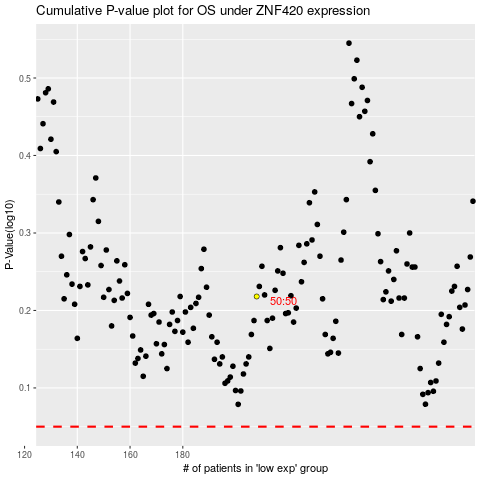 Cumulative P-value plot for OS under ZNF420 expression
P-Value(log10)
0.5
0.4
0.3
0.2
0.1
50:50
120 140 160 180
# of patients in 'low exp' group